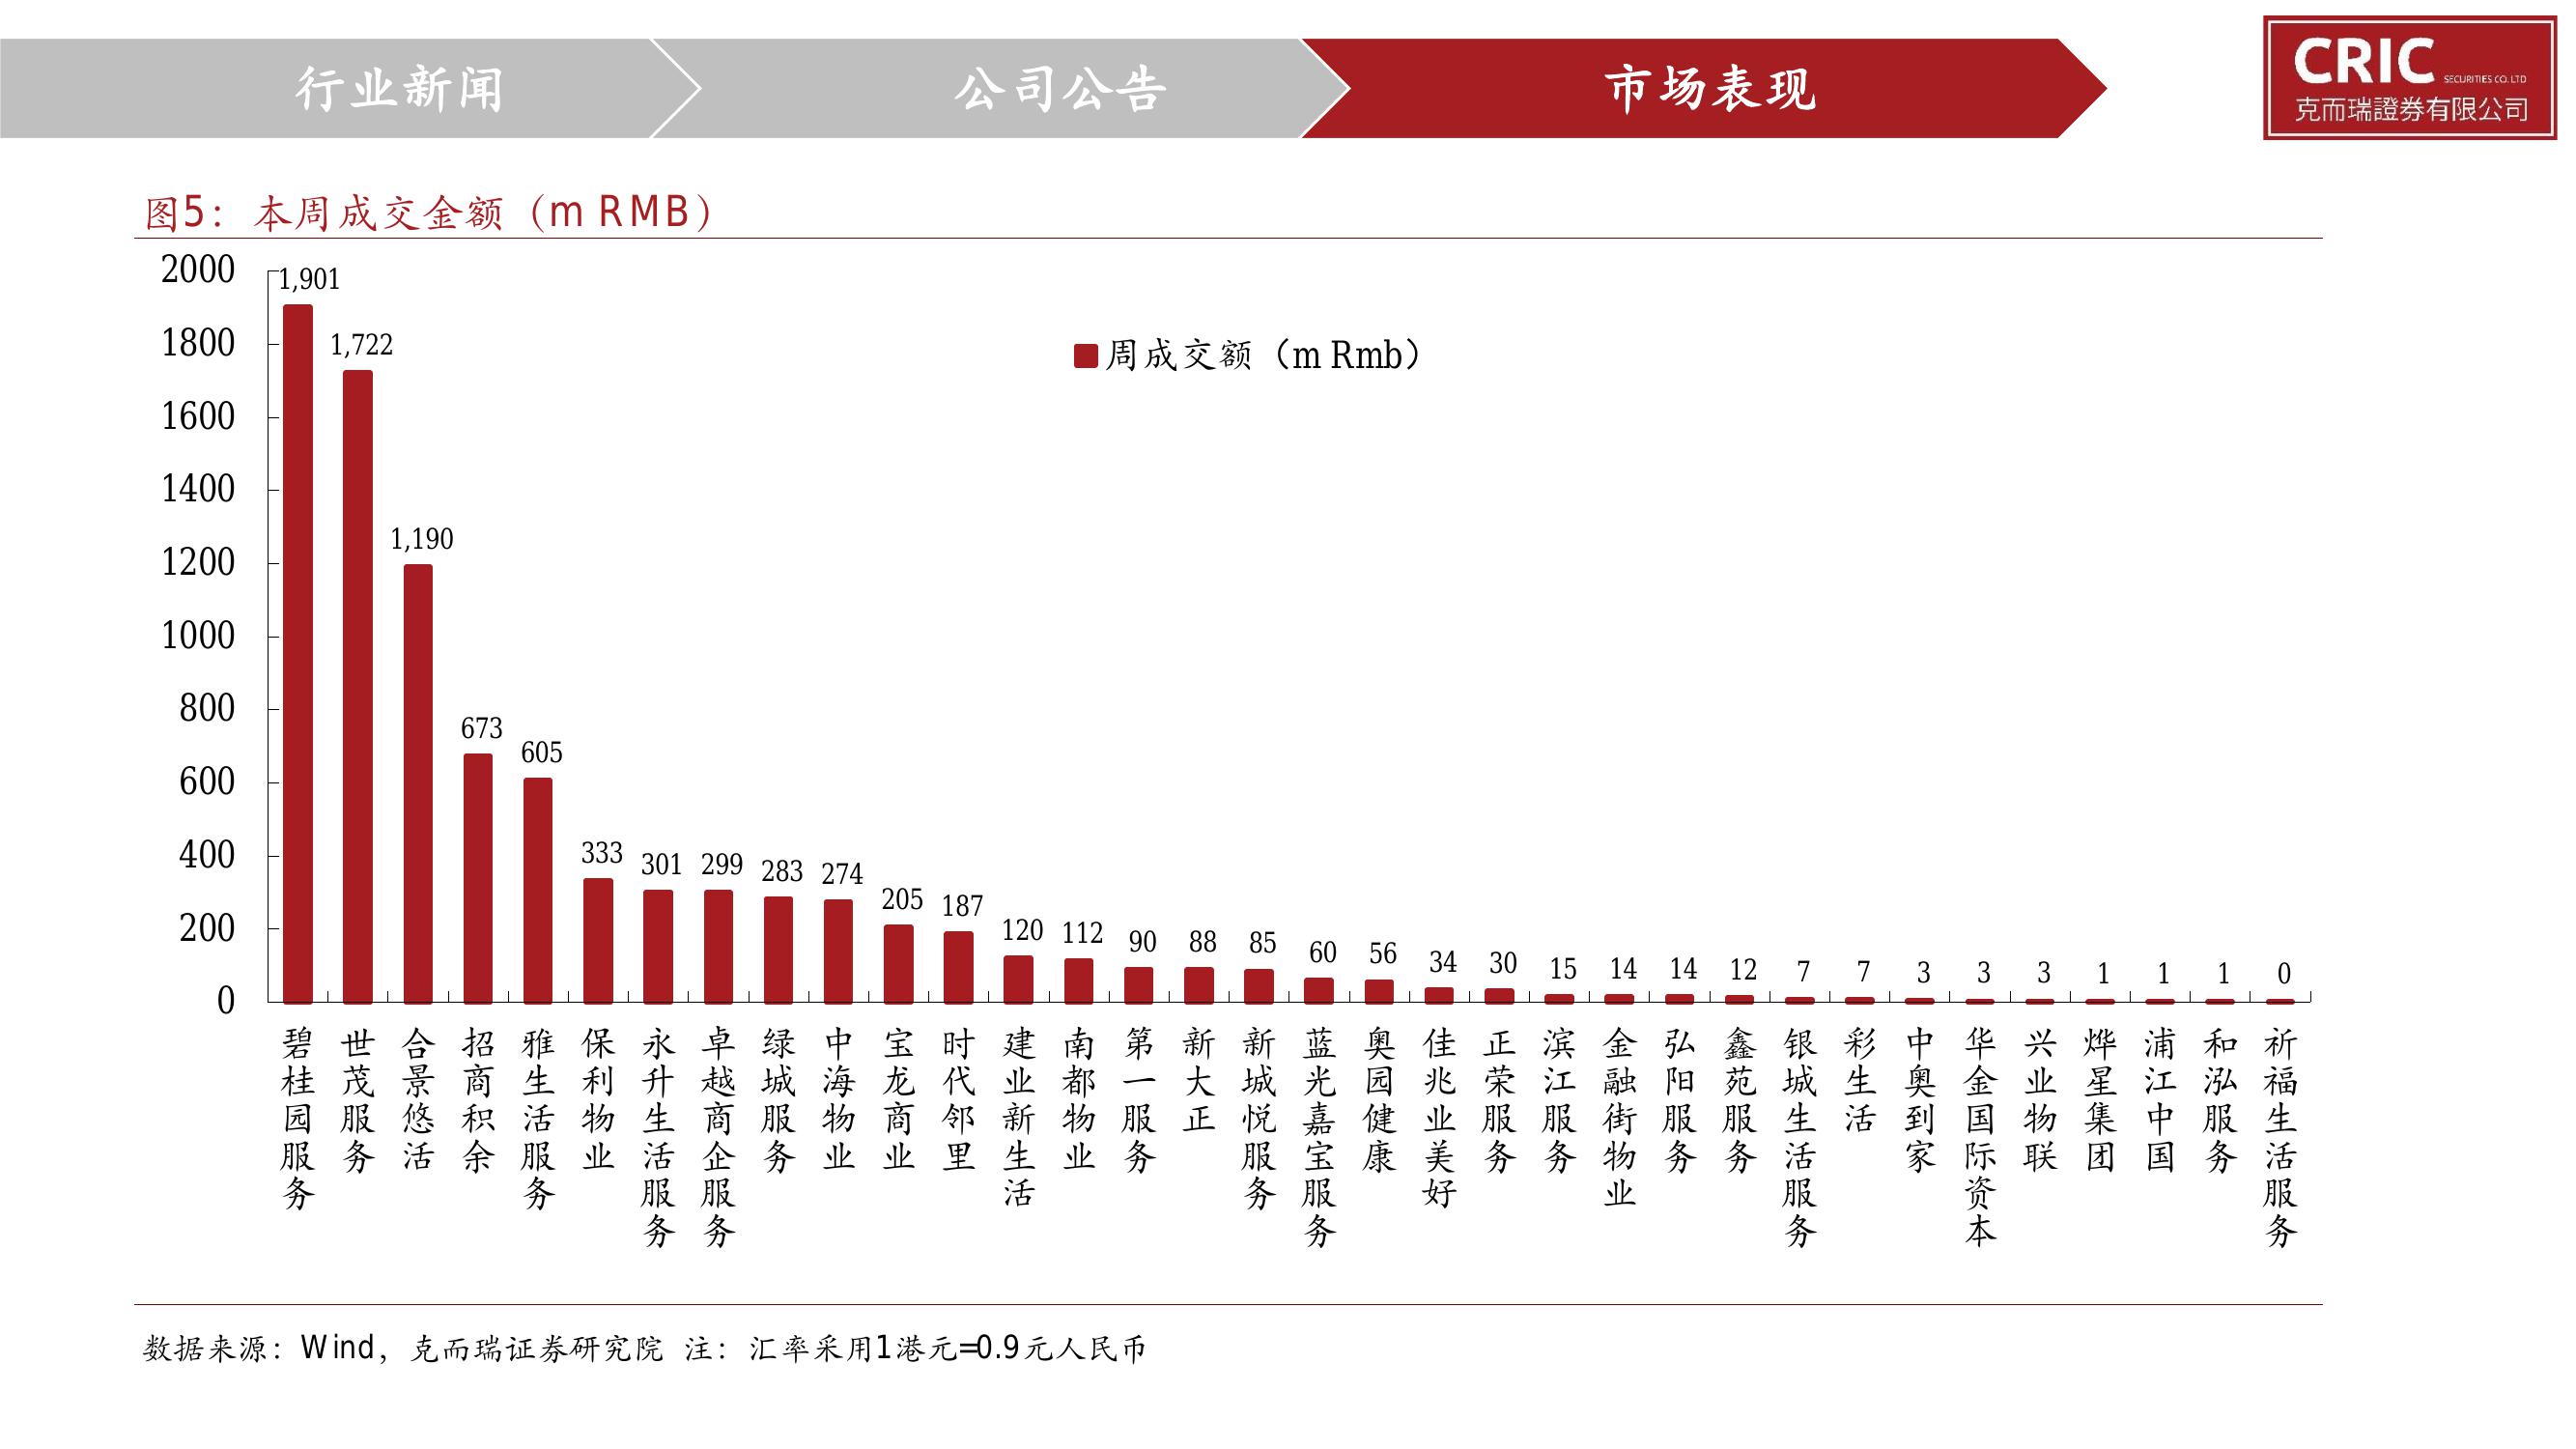 行业新闻
公司公告
市场表现
CRIC SECURITIES CO. LTD
克而瑞證券有限公司
图5：本周成交金额（m RMB）
2000
1800
1600
1400
1200
1000
800
600
400
200
0
周成交额（m Rmb）
1,901
1,722
1,190
673
605
333
301
299
283
274
205
187
120
112
90
88
85
60
56
34
30
15
14
14
12
7
7
3
3
3
1
1
1
0
碧桂园服务
世茂服务
合景悠活
招商积余
雅生活服务
保利物业
永升生活服务
卓越商企服务
绿城服务
中海物业
宝龙商业
时代邻里
建业新生活
南都物业
第一服务
新大正
新城悦服务
蓝光嘉宝服务
奥园健康
佳兆业美好
正荣服务
滨江服务
金融街物业
弘阳服务
鑫苑服务
银城生活服务
彩生活
中奥到家
华金国际资本
兴业物联
烨星集团
浦江中国
和泓服务
祈福生活服务
数据来源：Wind，克而瑞证券研究院 注：汇率采用1港元=0.9元人民币